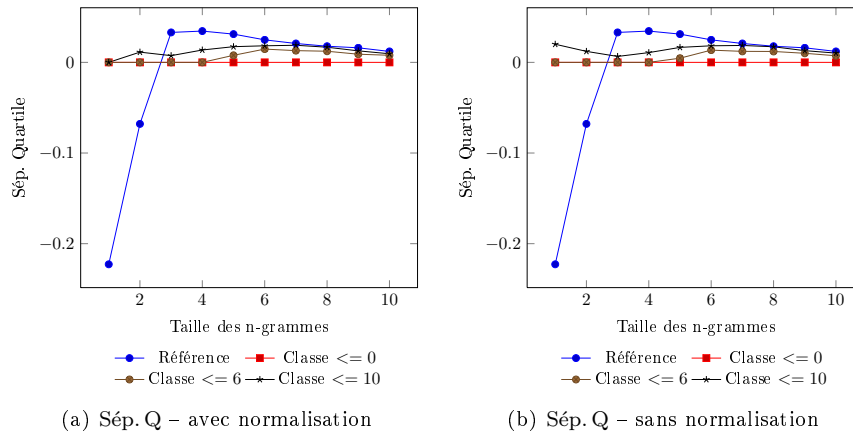 0
−0.1
−0.2
2 4 6 8 10
Sép. Quartile
Taille des n-grammes
Référence Classe <= 0
Classe <= 6 Classe <= 10
(a) Sép. Q – avec normalisation
0
−0.1
−0.2
2 4 6 8 10
Sép. Quartile
Taille des n-grammes
Référence Classe <= 0
Classe <= 6 Classe <= 10
(b) Sép. Q – sans normalisation